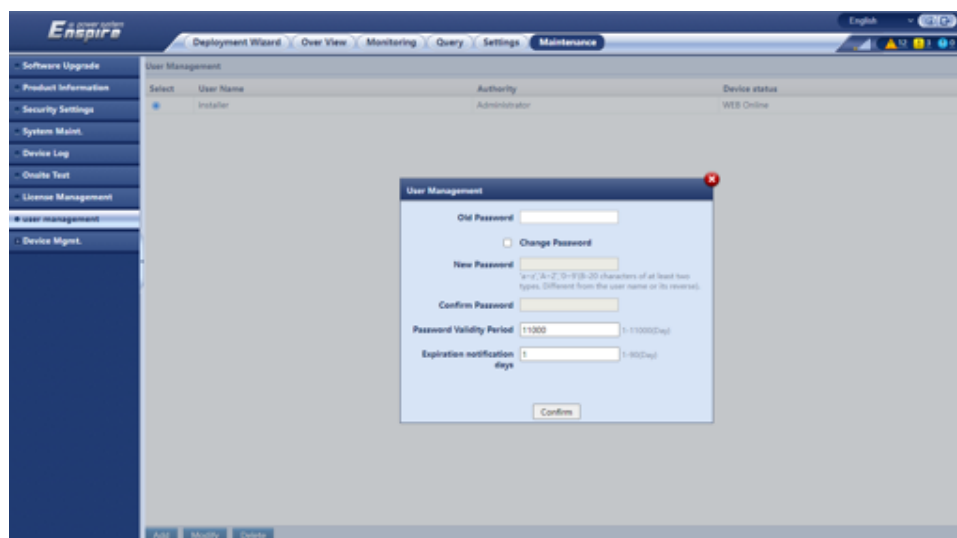 Enspire
English
Deployment Wizard Over View Monitoring Query Settings Maintenance
Software Upgrade
Product Information
Security Settings
System Maint.
Device Log
Onsite Test
License Management
user management
Device Mgmt.
User Management
Select User Name Authority Device status
installer Administrator WEB Online
User Management
Old Password
Change Password
New Password
'a~z','A~Z','0~9'(8-20 characters of at least two
types. Different from the user name or its reverse).
Confirm Password
Password Validity Period 11000 1-11000(Day)
Expiration notification 1 1-90(Day)
days
Confirm
Add Modify Delete